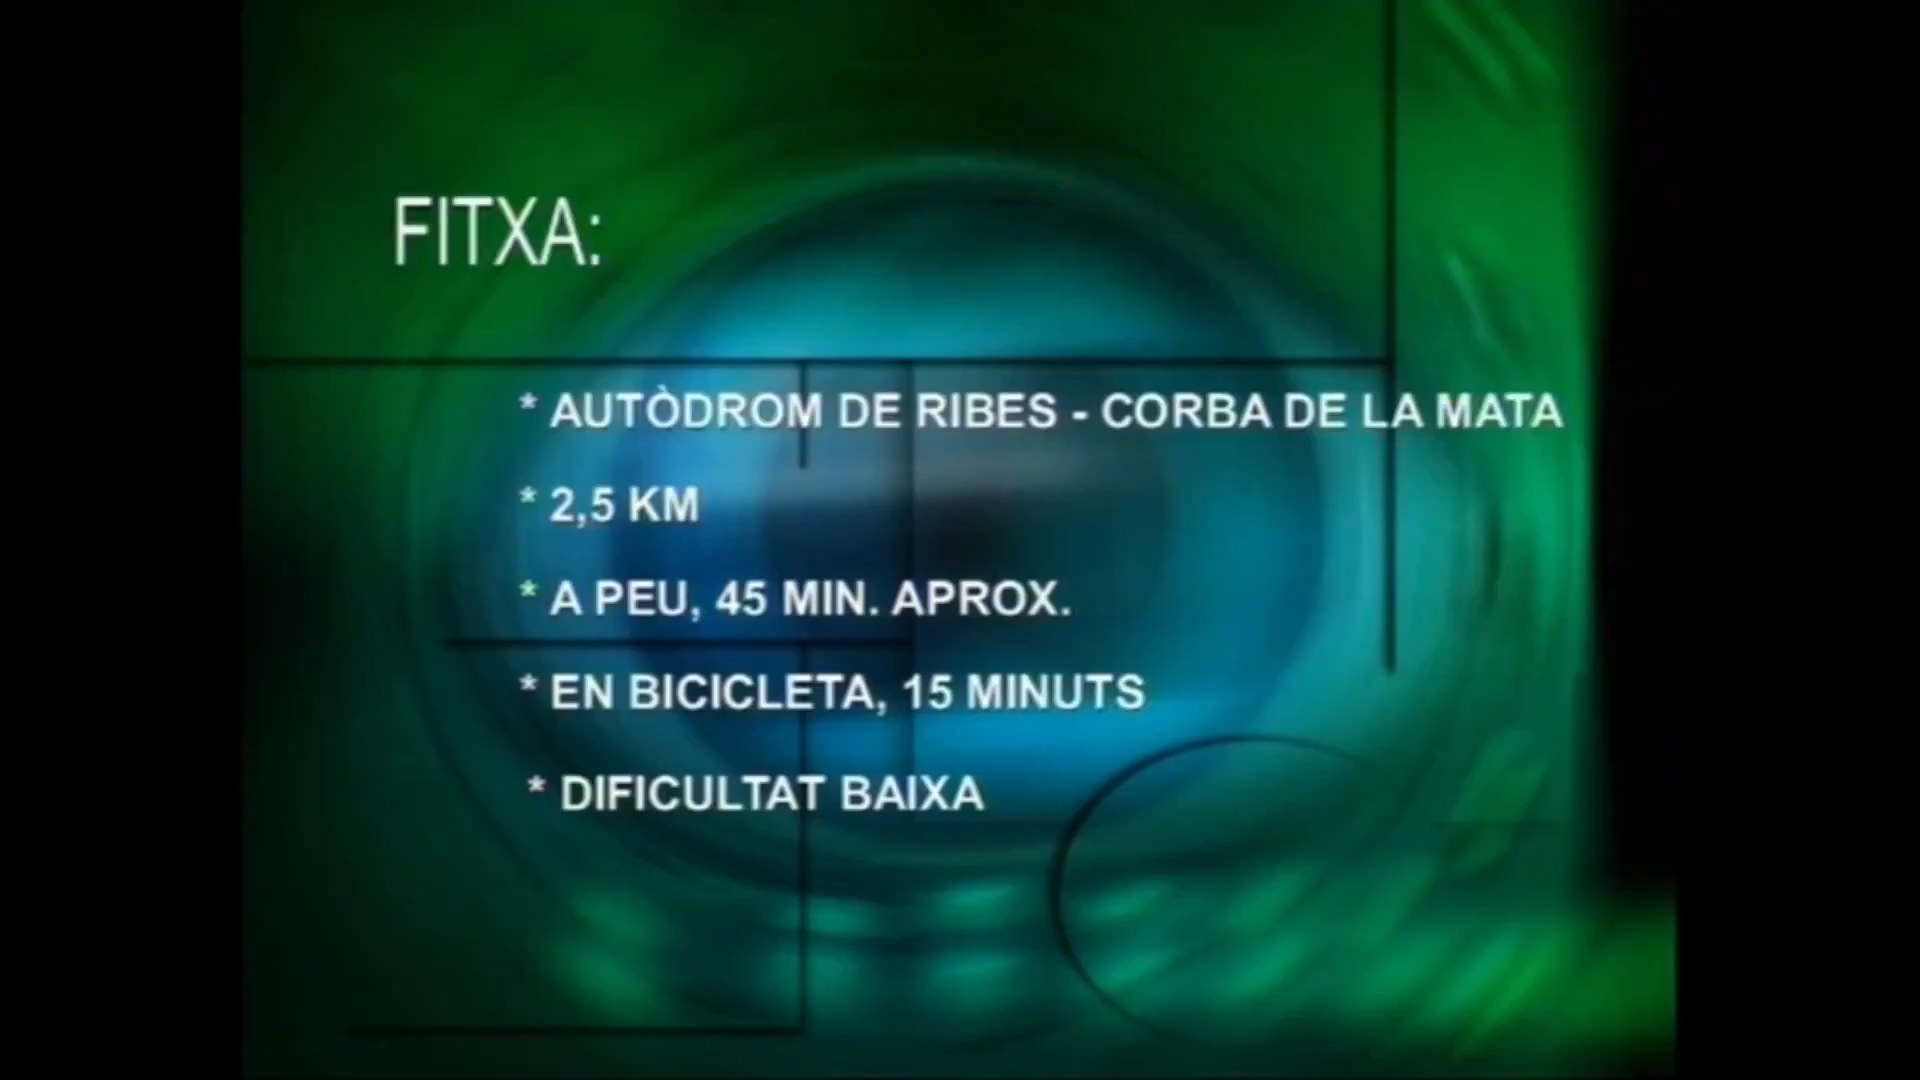 FITXA:
* AUTÒDROM DE RIBES - CORBA DE LA MATA
* 2,5 KM
* A PEU, 45 MIN. APROX.
* EN BICICLETA, 15 MINUTS
* DIFICULTAT BAIXA